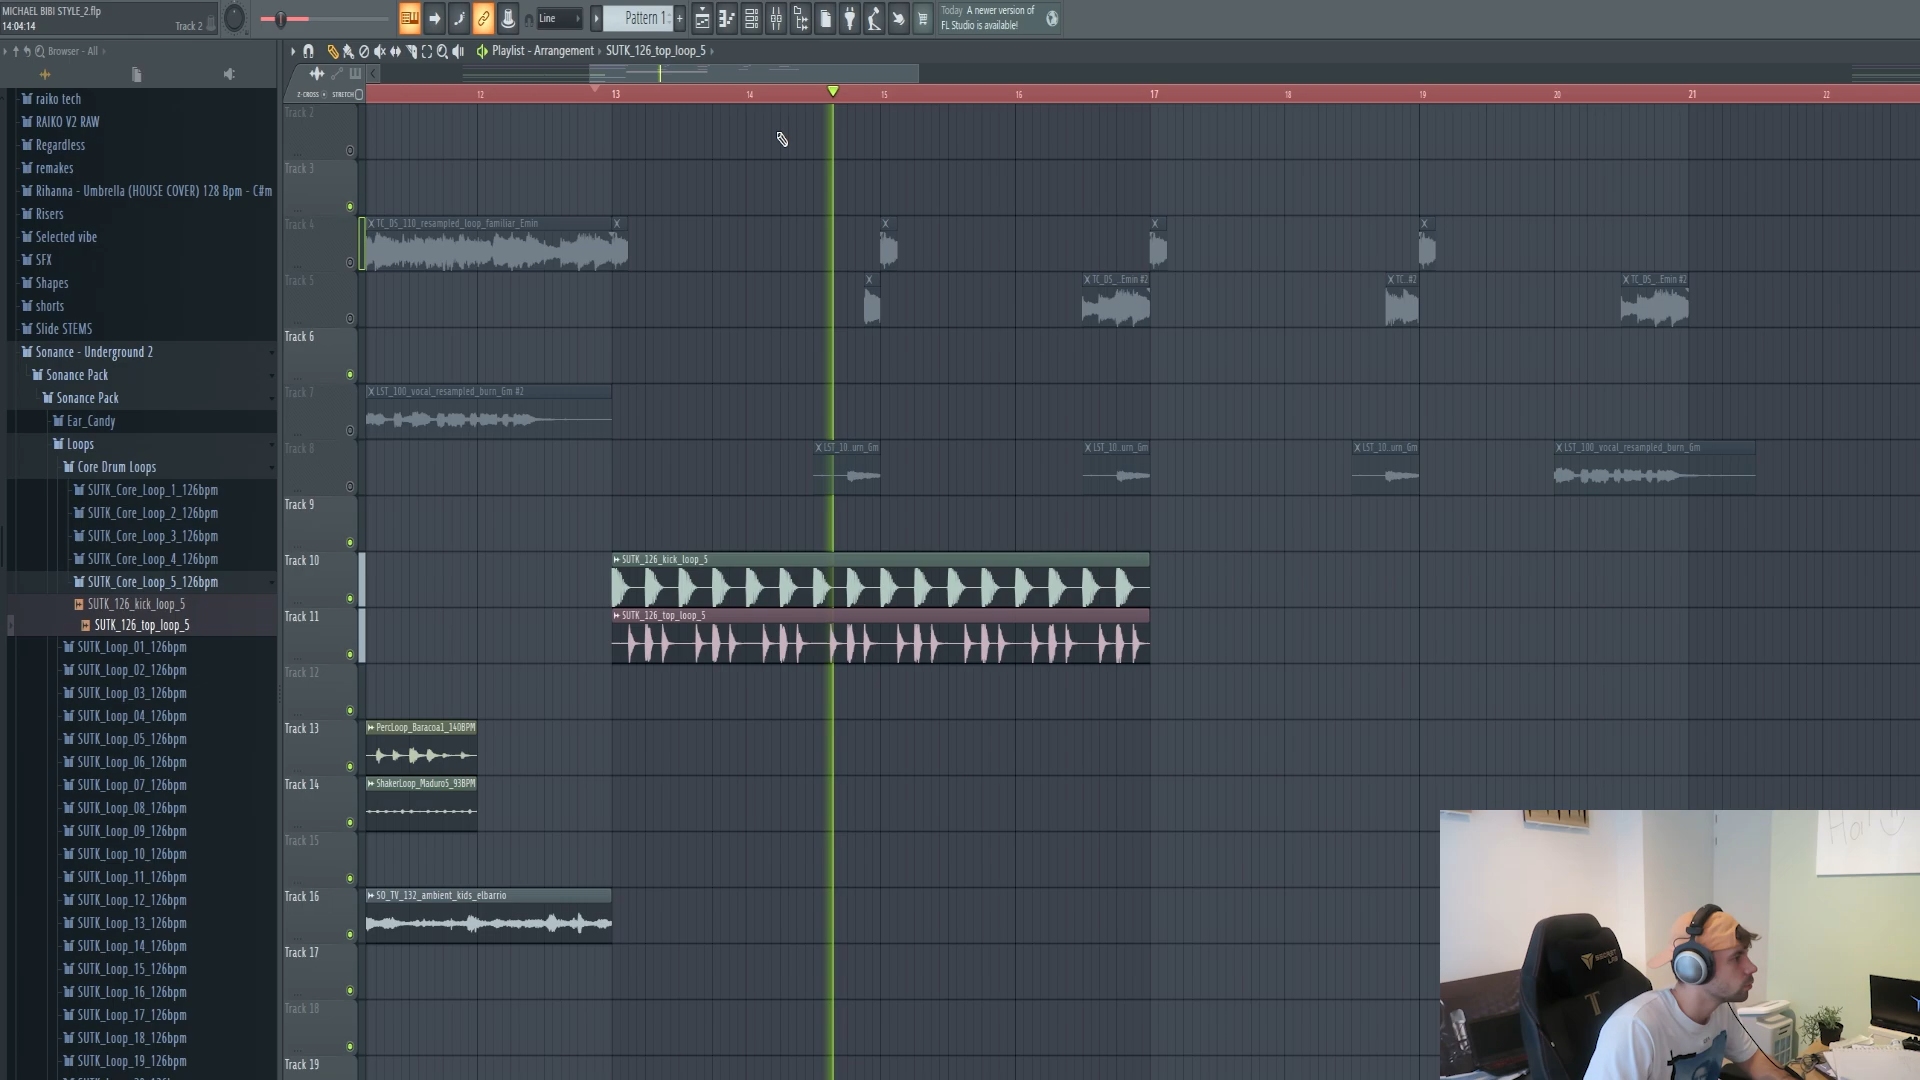 MICHAEL BIBI STYLE_2.flp
14:04:14
Track 2
Line
Pattern 1
+
Today A newer version of
FL Studio is available!
Browser - All
Playlist - Arrangement › SUTK_126_top_loop_5 ›
Z-CROSS
STRETCH
12
13
14
15
16
17
18
19
20
21
22
raiko tech
RAIKO V2 RAW
Regardless
remakes
Rihanna - Umbrella (HOUSE COVER) 128 Bpm - C#m
Risers
Selected vibe
SFX
Shapes
shorts
Slide STEMS
Sonance - Underground 2
Sonance Pack
Sonance Pack
Ear_Candy
Loops
Core Drum Loops
SUTK_Core_Loop_1_126bpm
SUTK_Core_Loop_2_126bpm
SUTK_Core_Loop_3_126bpm
SUTK_Core_Loop_4_126bpm
SUTK_Core_Loop_5_126bpm
SUTK_126_kick_loop_5
SUTK_126_top_loop_5
SUTK_Loop_01_126bpm
SUTK_Loop_02_126bpm
SUTK_Loop_03_126bpm
SUTK_Loop_04_126bpm
SUTK_Loop_05_126bpm
SUTK_Loop_06_126bpm
SUTK_Loop_07_126bpm
SUTK_Loop_08_126bpm
SUTK_Loop_09_126bpm
SUTK_Loop_10_126bpm
SUTK_Loop_11_126bpm
SUTK_Loop_12_126bpm
SUTK_Loop_13_126bpm
SUTK_Loop_14_126bpm
SUTK_Loop_15_126bpm
SUTK_Loop_16_126bpm
SUTK_Loop_17_126bpm
SUTK_Loop_18_126bpm
SUTK_Loop_19_126bpm
Track 2
Track 3
Track 4
TC_DS_110_resampled_loop_familiar_Emin
Track 5
TC_DS_..Emin #2
TC..#2
TC_DS_..Emin #2
Track 6
Track 7
LST_100_vocal_resampled_burn_Gm #2
Track 8
LST_10..urn_Gm
LST_10..urn_Gm
LST_10..urn_Gm
LST_100_vocal_resampled_burn_Gm
Track 9
Track 10
SUTK_126_kick_loop_5
Track 11
SUTK_126_top_loop_5
Track 12
Track 13
PercLoop_Baracoa1_140BPM
Track 14
ShakerLoop_Maduro5_93BPM
Track 15
Track 16
SO_TV_132_ambient_kids_elbarrio
Track 17
Track 18
Track 19
SECRETLAB